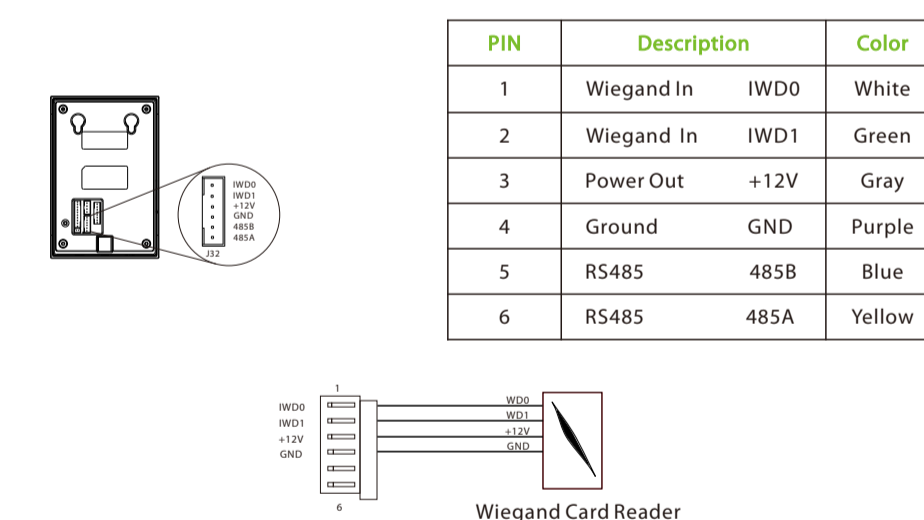 PIN Description Color
1 Wiegand In IWD0 White
2 Wiegand In IWD1 Green
3 Power Out +12V Gray
4 Ground GND Purple
5 RS485 485B Blue
6 RS485 485A Yellow
IWD0
IWD1
+12V
GND
485B
485A
J32
1
IWD0 WD0
IWD1 WD1
+12V +12V
GND GND
6
Wiegand Card Reader